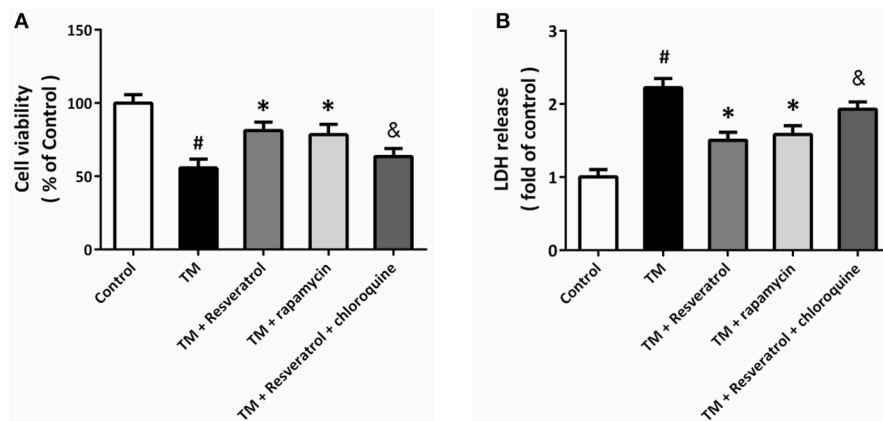 A
Cell viability
( % of Control )
150
100
50
0
#
*
*
&
Control
TM
TM + Resveratrol
TM + rapamycin
TM + Resveratrol + chloroquine
B
LDH release
( fold of control )
3
2
1
0
#
*
*
&
Control
TM
TM + Resveratrol
TM + rapamycin
TM + Resveratrol + chloroquine